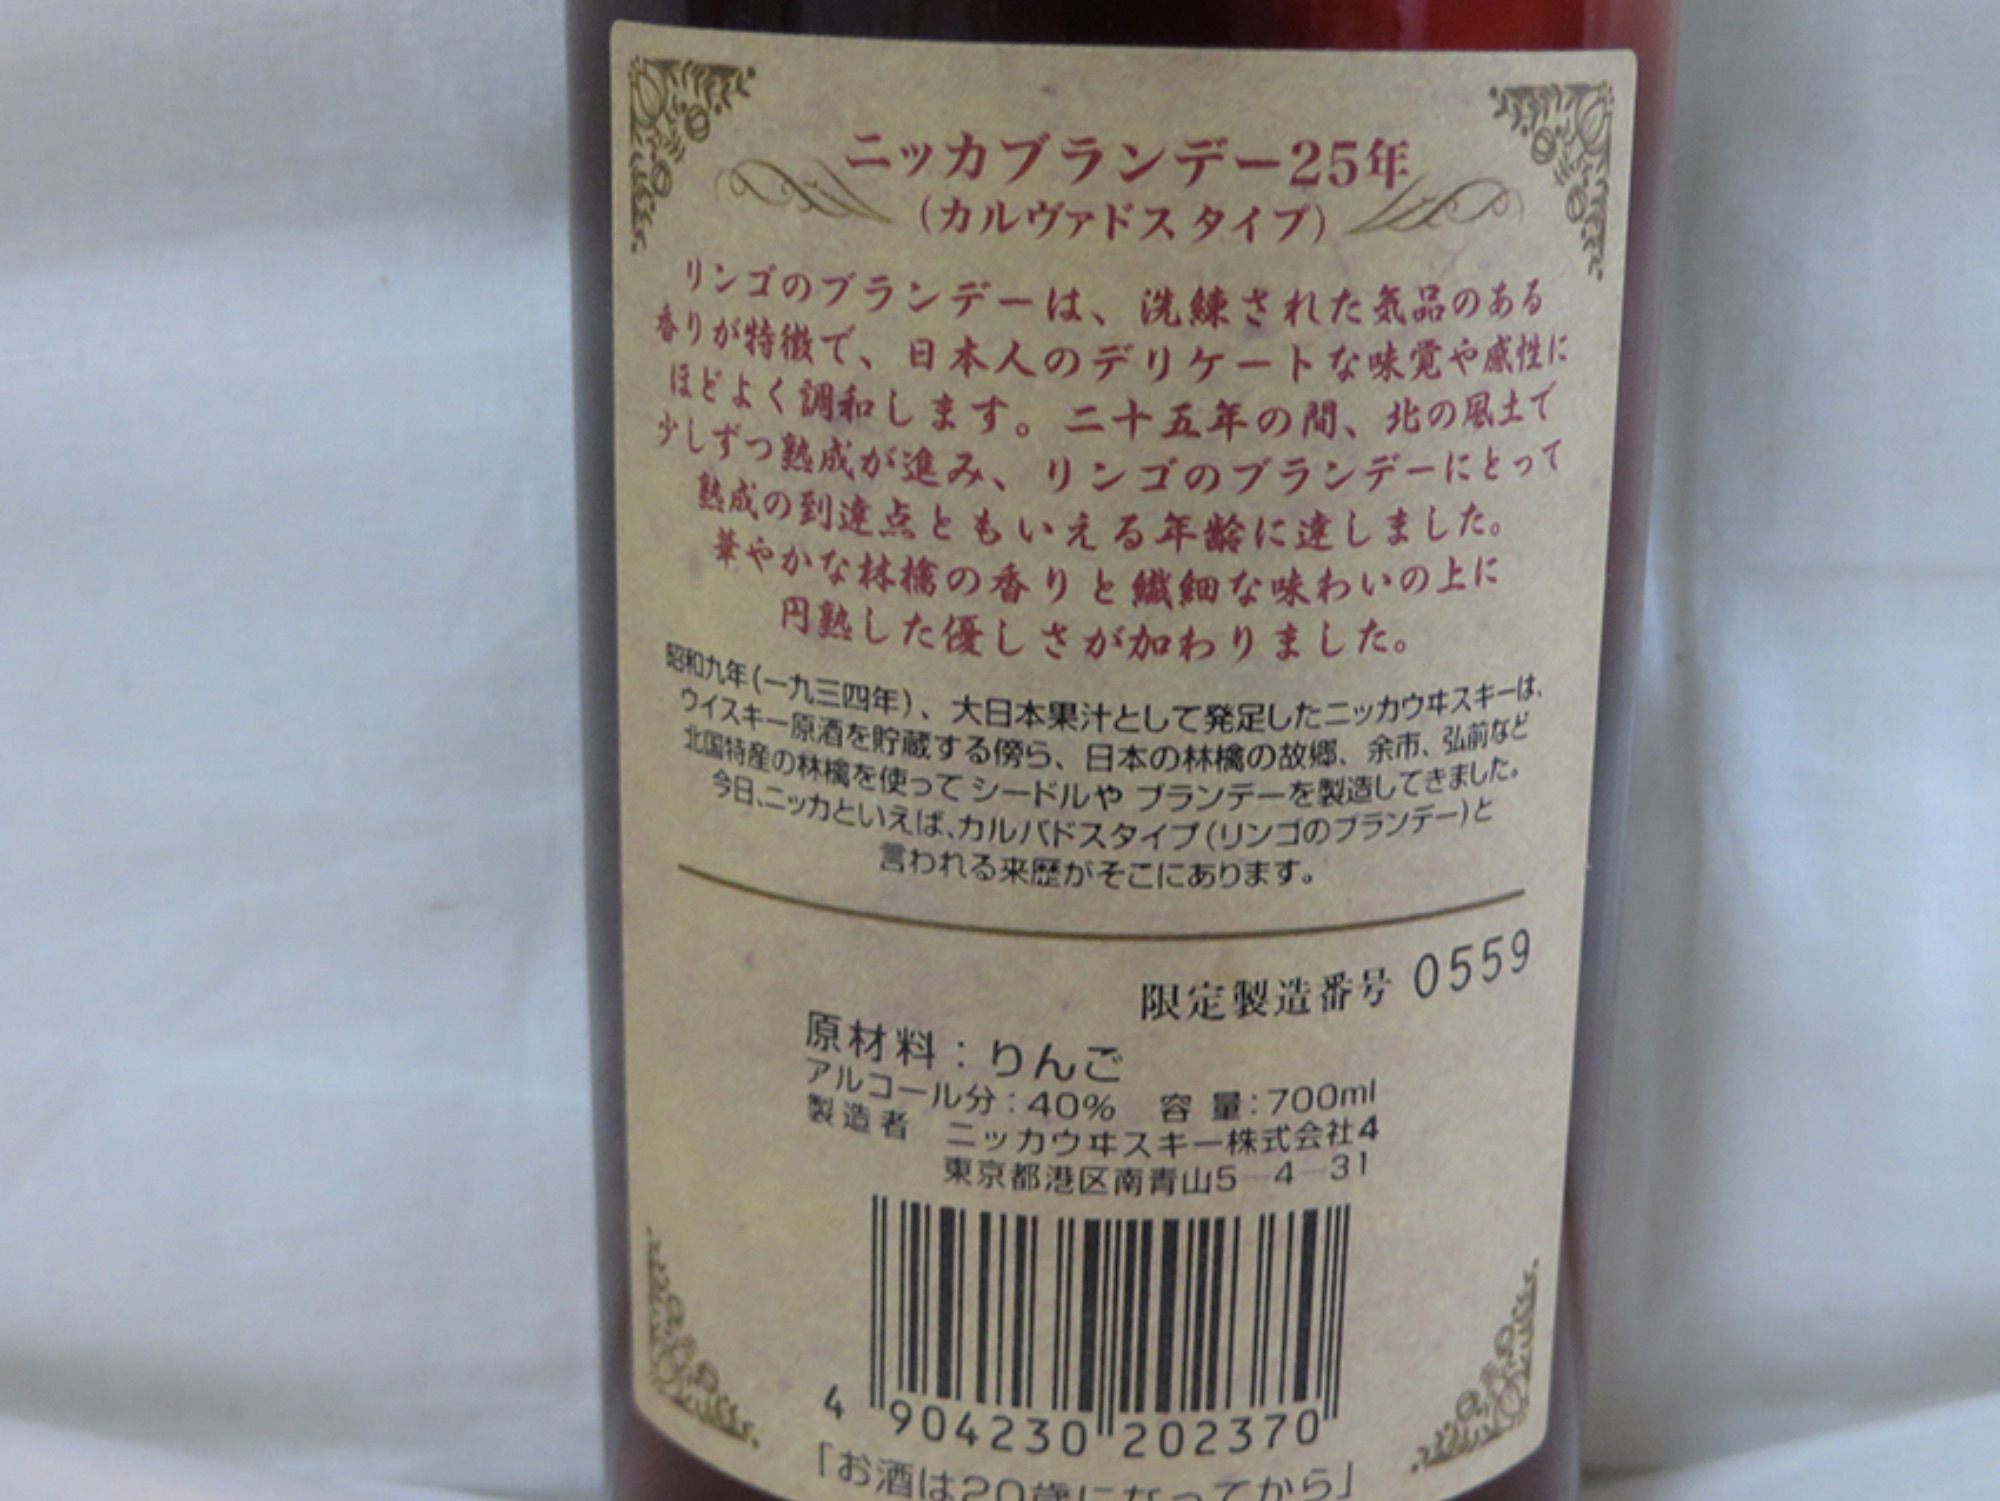 ニッカブランデー25年
(カルヴァドス タイプ)
リンゴのブランデーは、洗練された気品のある
香りが特徴で、日本人のデリケートな味覚や感性に
ほどよく調和します。二十五年の間、北の風土で
少しずつ熟成が進み、リンゴのブランデーにとって
熟成の到達点ともいえる年齢に達しました。
華やかな林檎の香りと繊細な味わいの上に
円熟した優しさが加わりました。
昭和九年(一九三四年)、大日本果汁として発足したニッカウヰスキーは、
ウイスキー原酒を貯蔵する傍ら、日本の林檎の故郷、余市、弘前など
北国特産の林檎を使って シードルや ブランデーを製造してきました。
今日、ニッカといえば、カルバドスタイプ(リンゴのブランデー)と
言われる来歴がそこにあります。
限定製造番号 0559
原材料：りんご
アルコール分：40%　容 量：700ml
製造者　ニッカウヰスキー株式会社4
東京都港区南青山5-4-31
4 904230 202370
「お酒は20歳になってから」